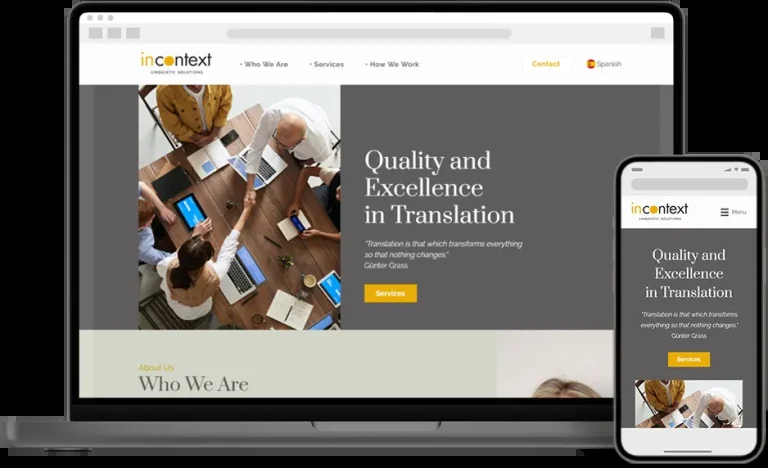 incontext
LINGUISTIC SOLUTIONS
Who We Are
Services
How We Work
Contact
Spanish
Quality and
Excellence
in Translation
"Translation is that which transforms everything
so that nothing changes."
Günter Grass
Services
About Us
Who We Are
incontext
LINGUISTIC SOLUTIONS
Menu
Quality and
Excellence
in Translation
"Translation is that which transforms
everything so that nothing changes."
Günter Grass
Services